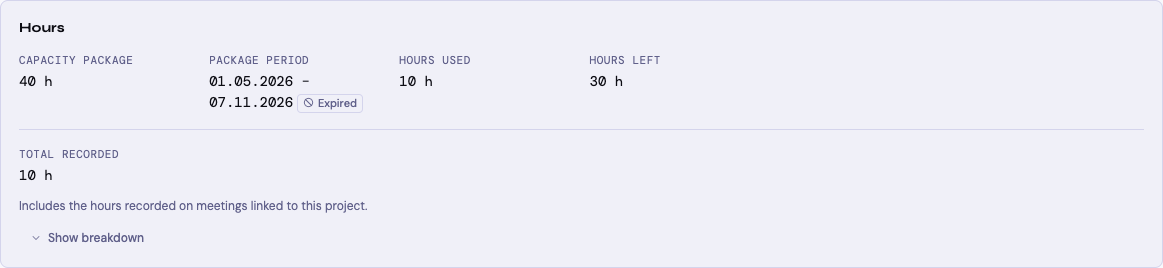 Hours
CAPACITY PACKAGE
40 h
PACKAGE PERIOD
01.05.2026 –
07.11.2026 Expired
HOURS USED
10 h
HOURS LEFT
30 h
TOTAL RECORDED
10 h
Includes the hours recorded on meetings linked to this project.
Show breakdown